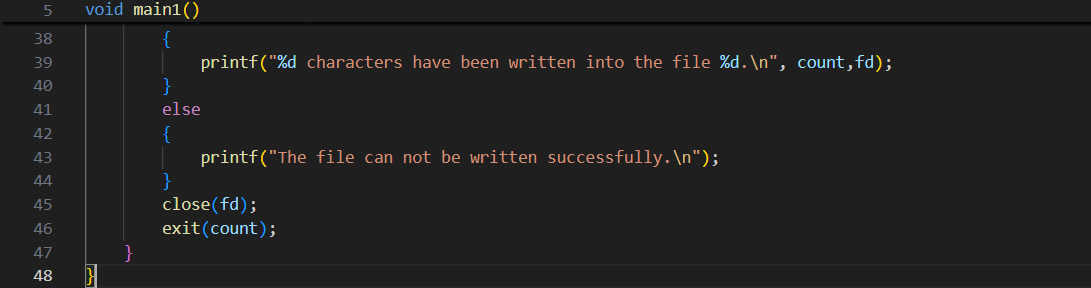 5 void main1()
38 {
39 printf("%d characters have been written into the file %d.\n", count,fd);
40 }
41 else
42 {
43 printf("The file can not be written successfully.\n");
44 }
45 close(fd);
46 exit(count);
47 }
48 }